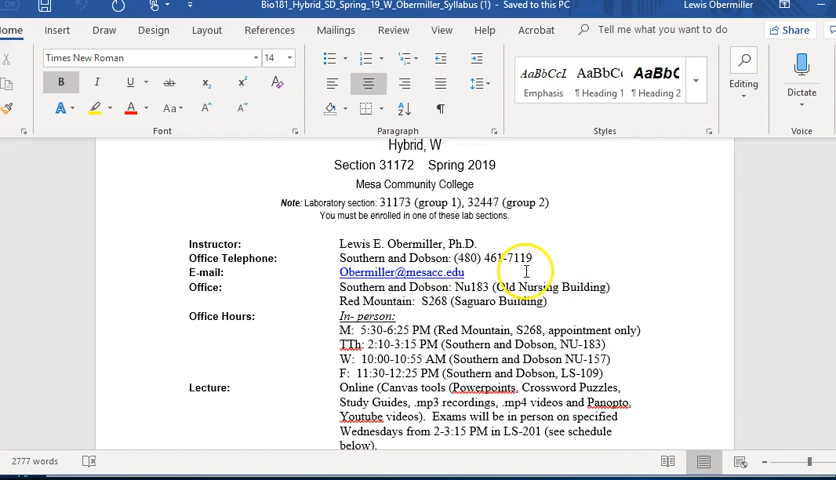 Bio181_Hybrid_SD_Spring_19_W_Obermiller_Syllabus (1) - Saved to this PC
Lewis Obermiller
Home Insert Draw Design Layout References Mailings Review View Help Acrobat Tell me what you want to do Share
Times New Roman 14
B I U ab x₂ x²
A A Aa A A
AaBbCcL AaBbCc AaBbC
Emphasis ¶ Heading 1 ¶ Heading 2
Editing Dictate
Font Paragraph Styles Voice
Hybrid, W
Section 31172 Spring 2019
Mesa Community College
Note: Laboratory section: 31173 (group 1), 32447 (group 2)
You must be enrolled in one of these lab sections.
Instructor: Lewis E. Obermiller, Ph.D.
Office Telephone: Southern and Dobson: (480) 461-7119
E-mail: Obermiller@mesacc.edu
Office: Southern and Dobson: Nu183 (Old Nursing Building)
Red Mountain: S268 (Saguaro Building)
Office Hours: In- person:
M: 5:30-6:25 PM (Red Mountain, S268, appointment only)
TTh: 2:10-3:15 PM (Southern and Dobson, NU-183)
W: 10:00-10:55 AM (Southern and Dobson NU-157)
F: 11:30-12:25 PM (Southern and Dobson, LS-109)
Lecture: Online (Canvas tools (Powerpoints, Crossword Puzzles,
Study Guides, .mp3 recordings, .mp4 videos and Panopto,
Youtube videos). Exams will be in person on specified
Wednesdays from 2-3:15 PM in LS-201 (see schedule
below).
2777 words